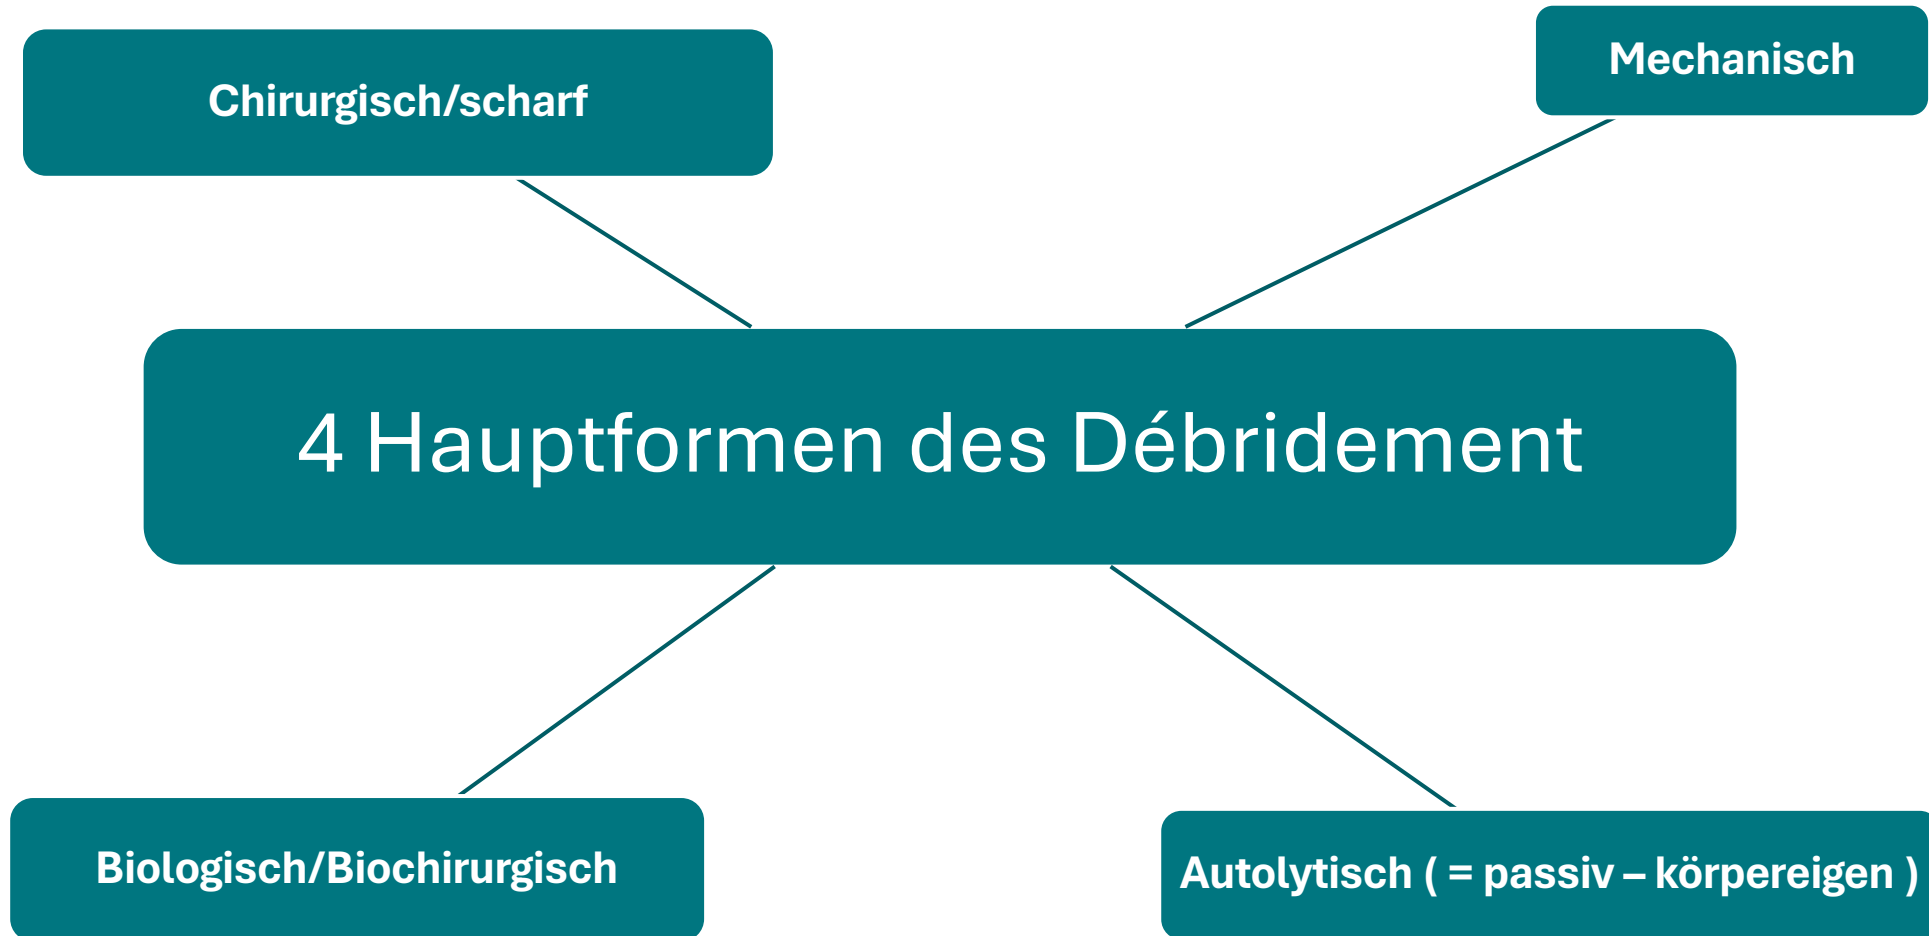 Chirurgisch/scharf
Mechanisch
4 Hauptformen des Débridement
Biologisch/Biochirurgisch
Autolytisch ( = passiv – körpereigen )